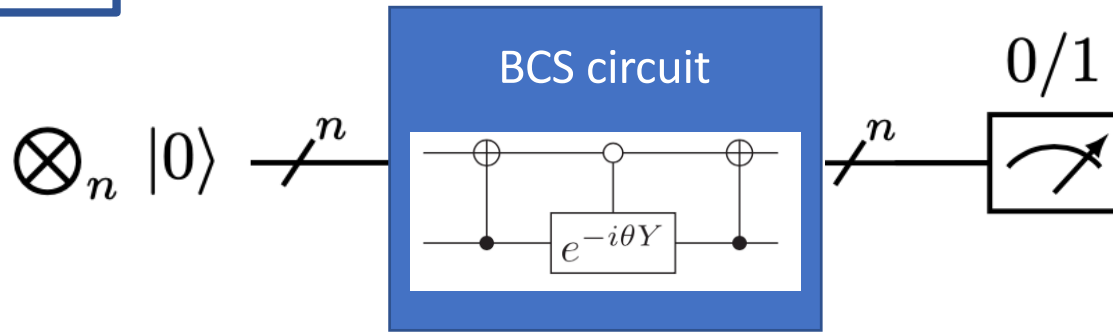 BCS circuit
0/1
⊗ₙ |0⟩
n
n
e^{-iθY}